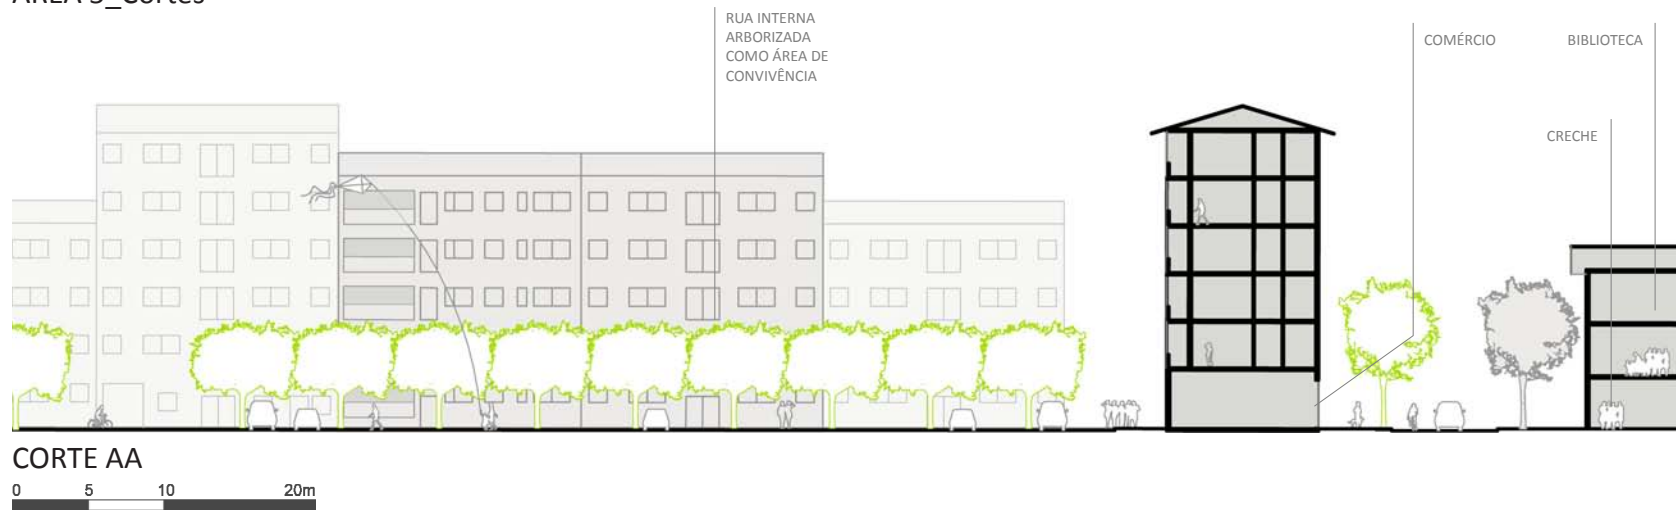 ÁREA 3_Cortes
RUA INTERNA
ARBORIZADA
COMO ÁREA DE
CONVIVÊNCIA
COMÉRCIO
BIBLIOTECA
CRECHE
CORTE AA
0 5 10 20m